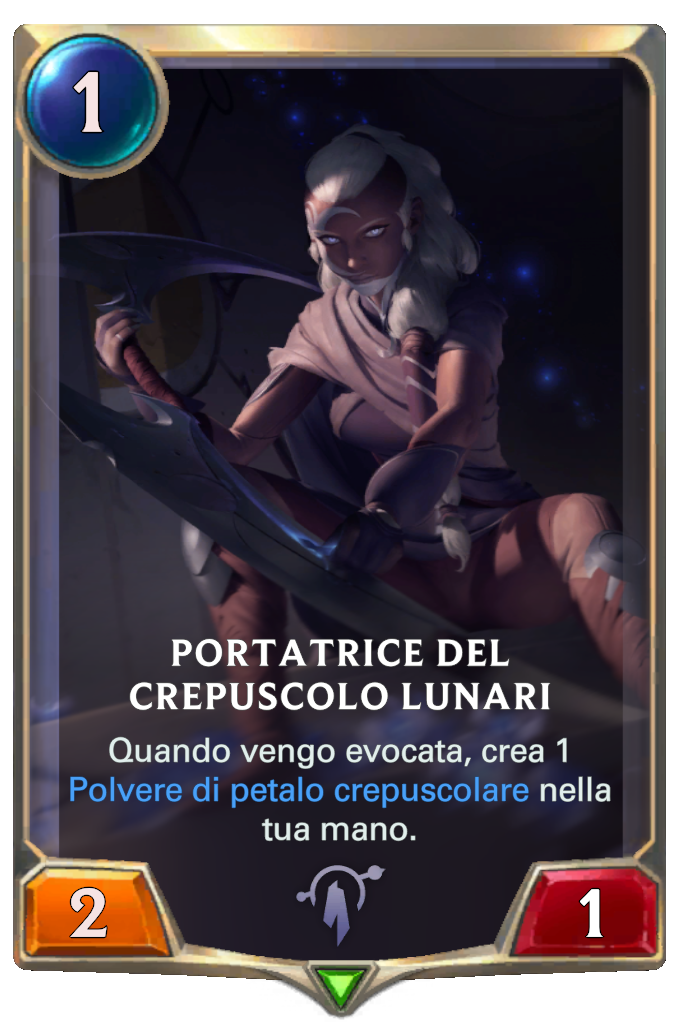 1
PORTATRICE DEL
CREPUSCOLO LUNARI
Quando vengo evocata, crea 1
Polvere di petalo crepuscolare nella
tua mano.
2
1